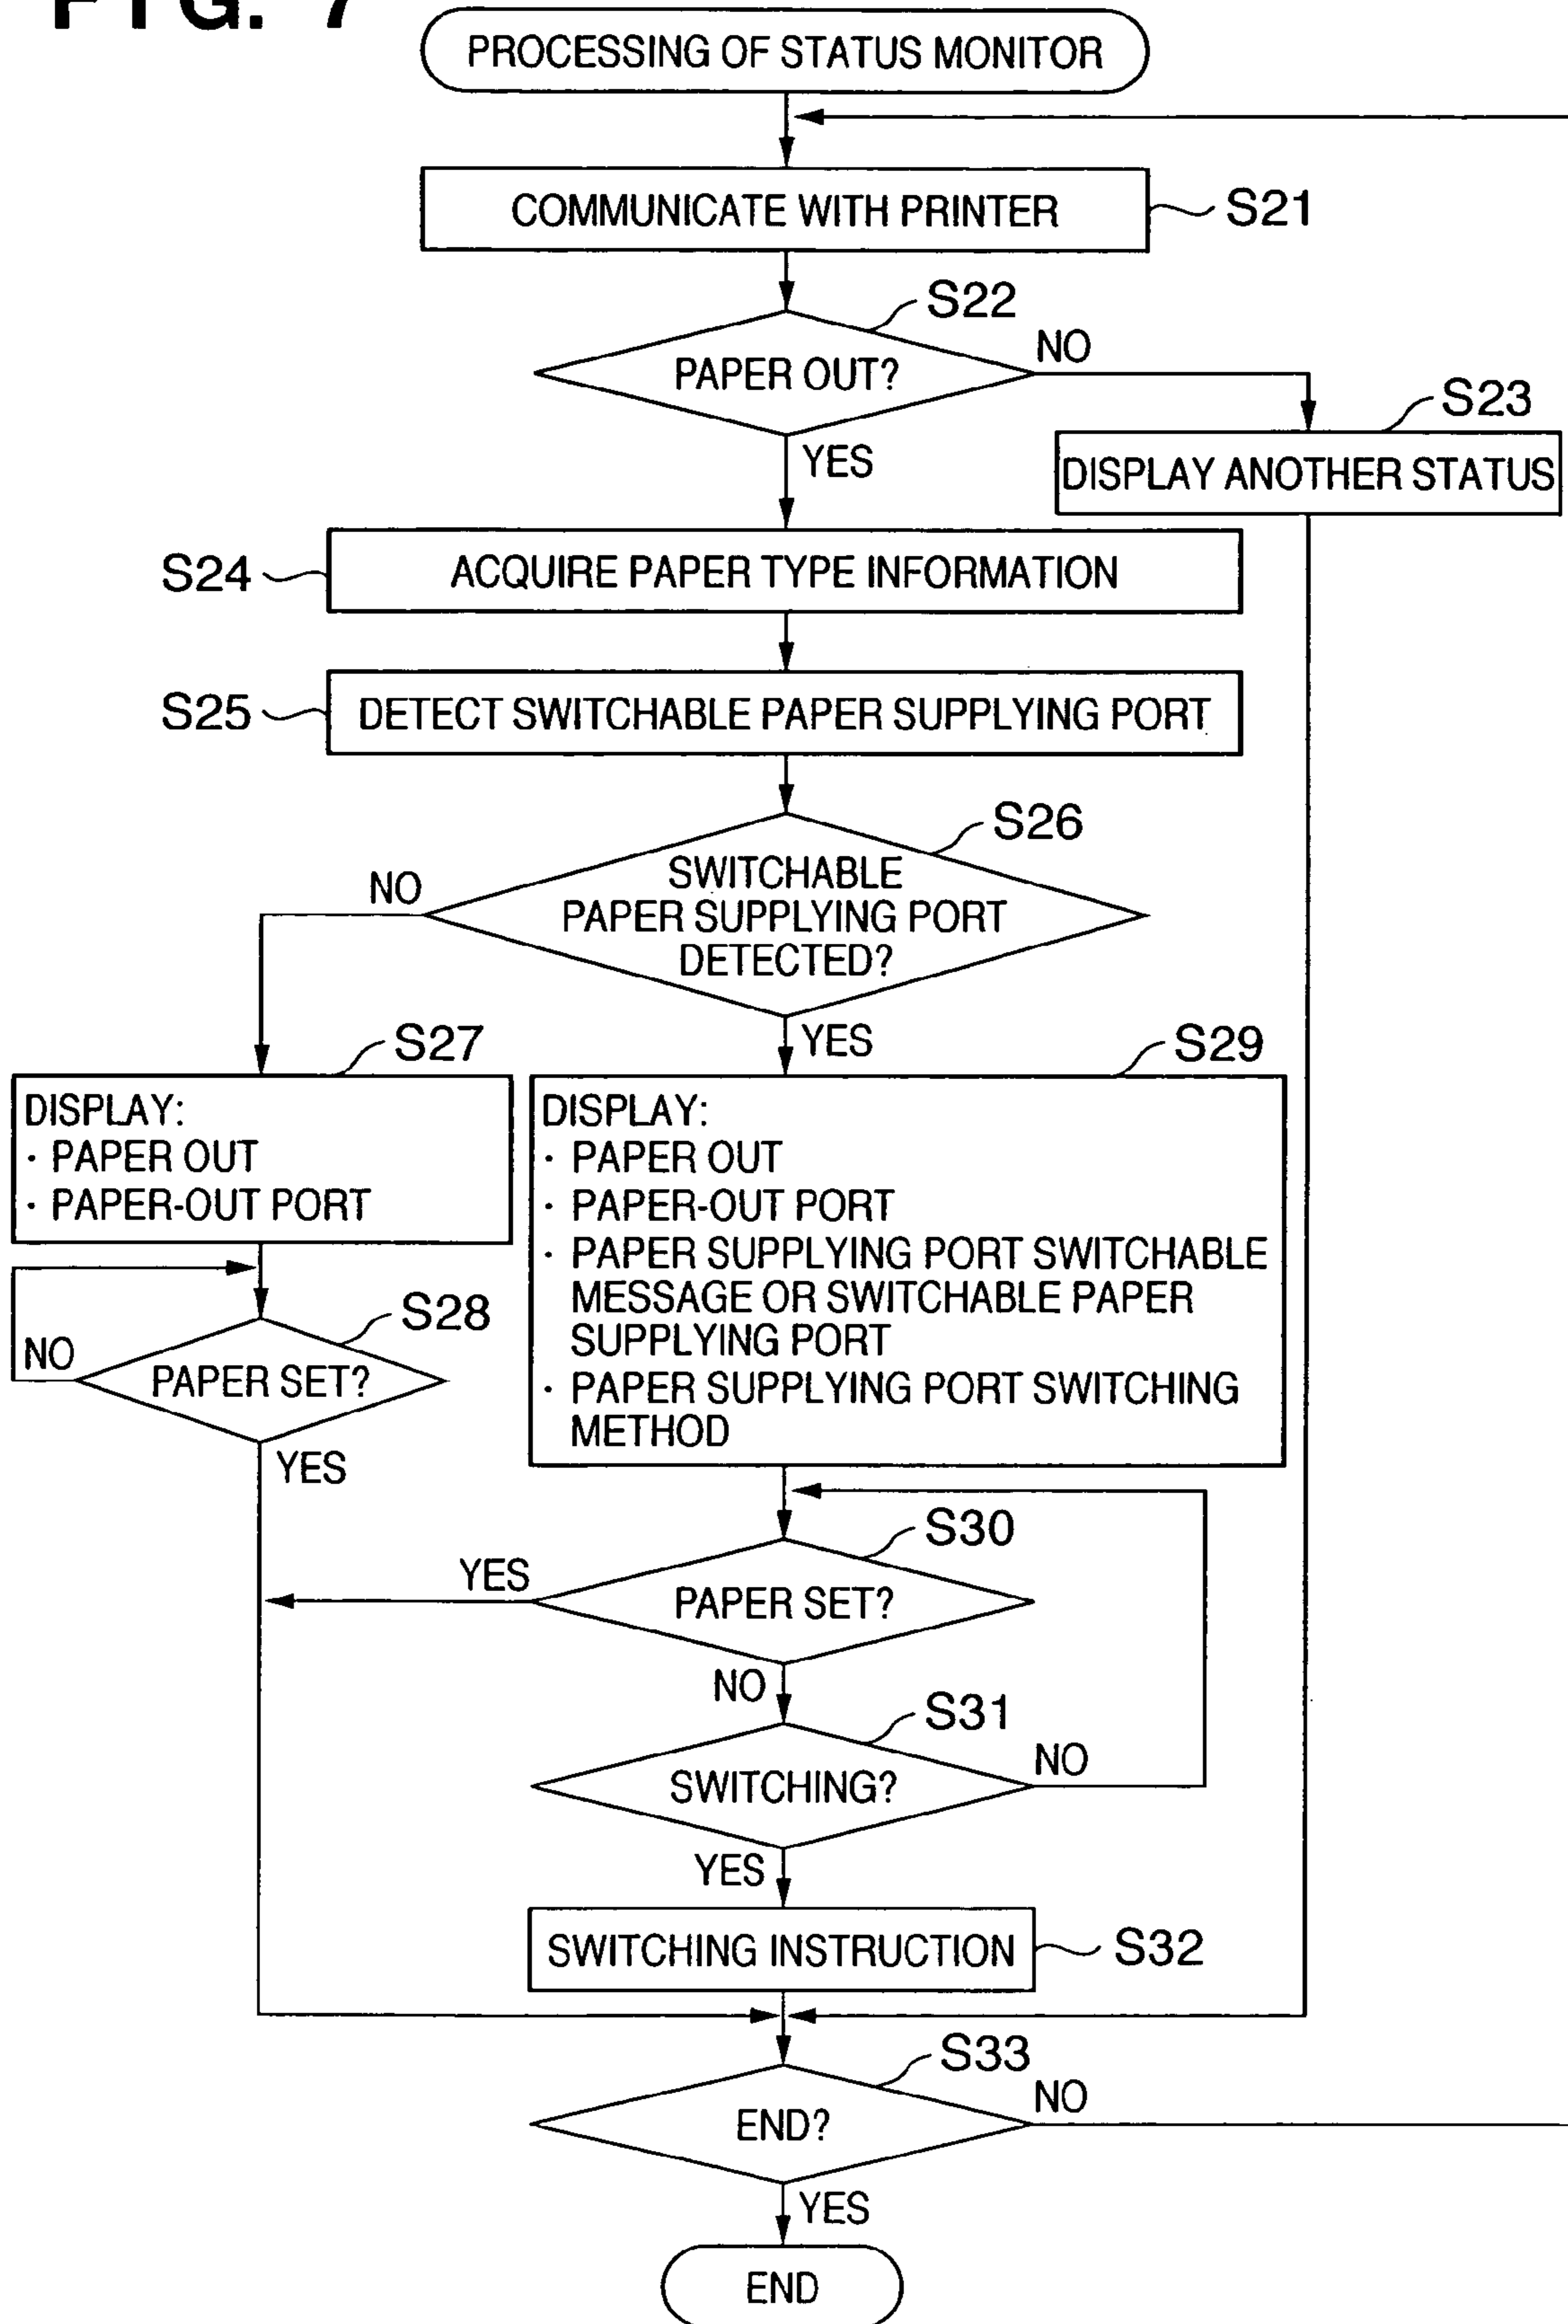 FIG. 7
PROCESSING OF STATUS MONITOR
COMMUNICATE WITH PRINTER
S21
S22
PAPER OUT?
NO
YES
S23
DISPLAY ANOTHER STATUS
S24
ACQUIRE PAPER TYPE INFORMATION
S25
DETECT SWITCHABLE PAPER SUPPLYING PORT
S26
SWITCHABLE
PAPER SUPPLYING PORT
DETECTED?
NO
YES
S27
DISPLAY:
· PAPER OUT
· PAPER-OUT PORT
S28
PAPER SET?
NO
YES
S29
DISPLAY:
· PAPER OUT
· PAPER-OUT PORT
· PAPER SUPPLYING PORT SWITCHABLE
MESSAGE OR SWITCHABLE PAPER
SUPPLYING PORT
· PAPER SUPPLYING PORT SWITCHING
METHOD
S30
PAPER SET?
YES
NO
S31
SWITCHING?
NO
YES
SWITCHING INSTRUCTION
S32
S33
END?
NO
YES
END